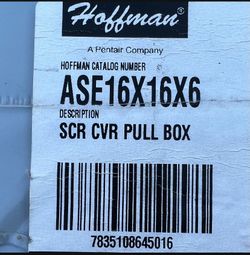 Hoffman®
A Pentair Company
HOFFMAN CATALOG NUMBER
ASE16X16X6
DESCRIPTION
SCR CVR PULL BOX
7835108645016